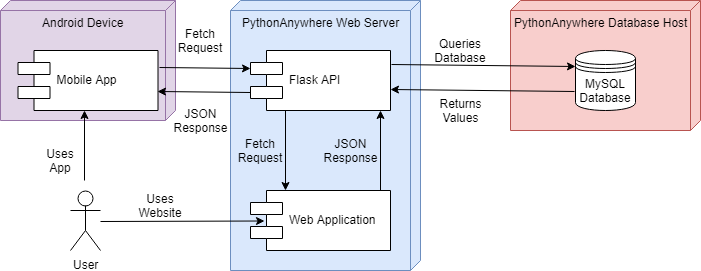 Android Device
PythonAnywhere Web Server
PythonAnywhere Database Host
Fetch
Request
Queries
Database
Mobile App
Flask API
MySQL
Database
JSON
Response
Returns
Values
Uses
App
Fetch
Request
JSON
Response
Uses
Website
Web Application
User